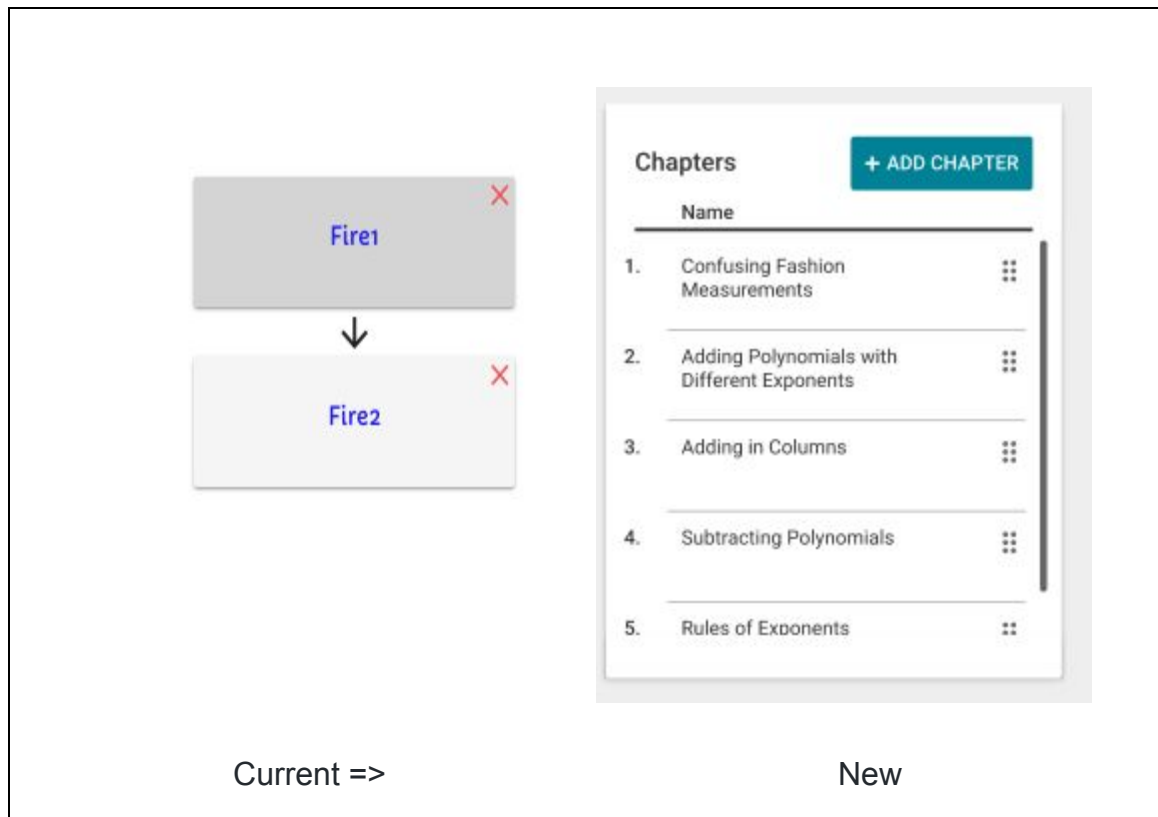 Fire1
Fire2
Chapters
+ ADD CHAPTER
Name
1. Confusing Fashion
Measurements
2. Adding Polynomials with
Different Exponents
3. Adding in Columns
4. Subtracting Polynomials
5. Rules of Exponents
Current =>
New